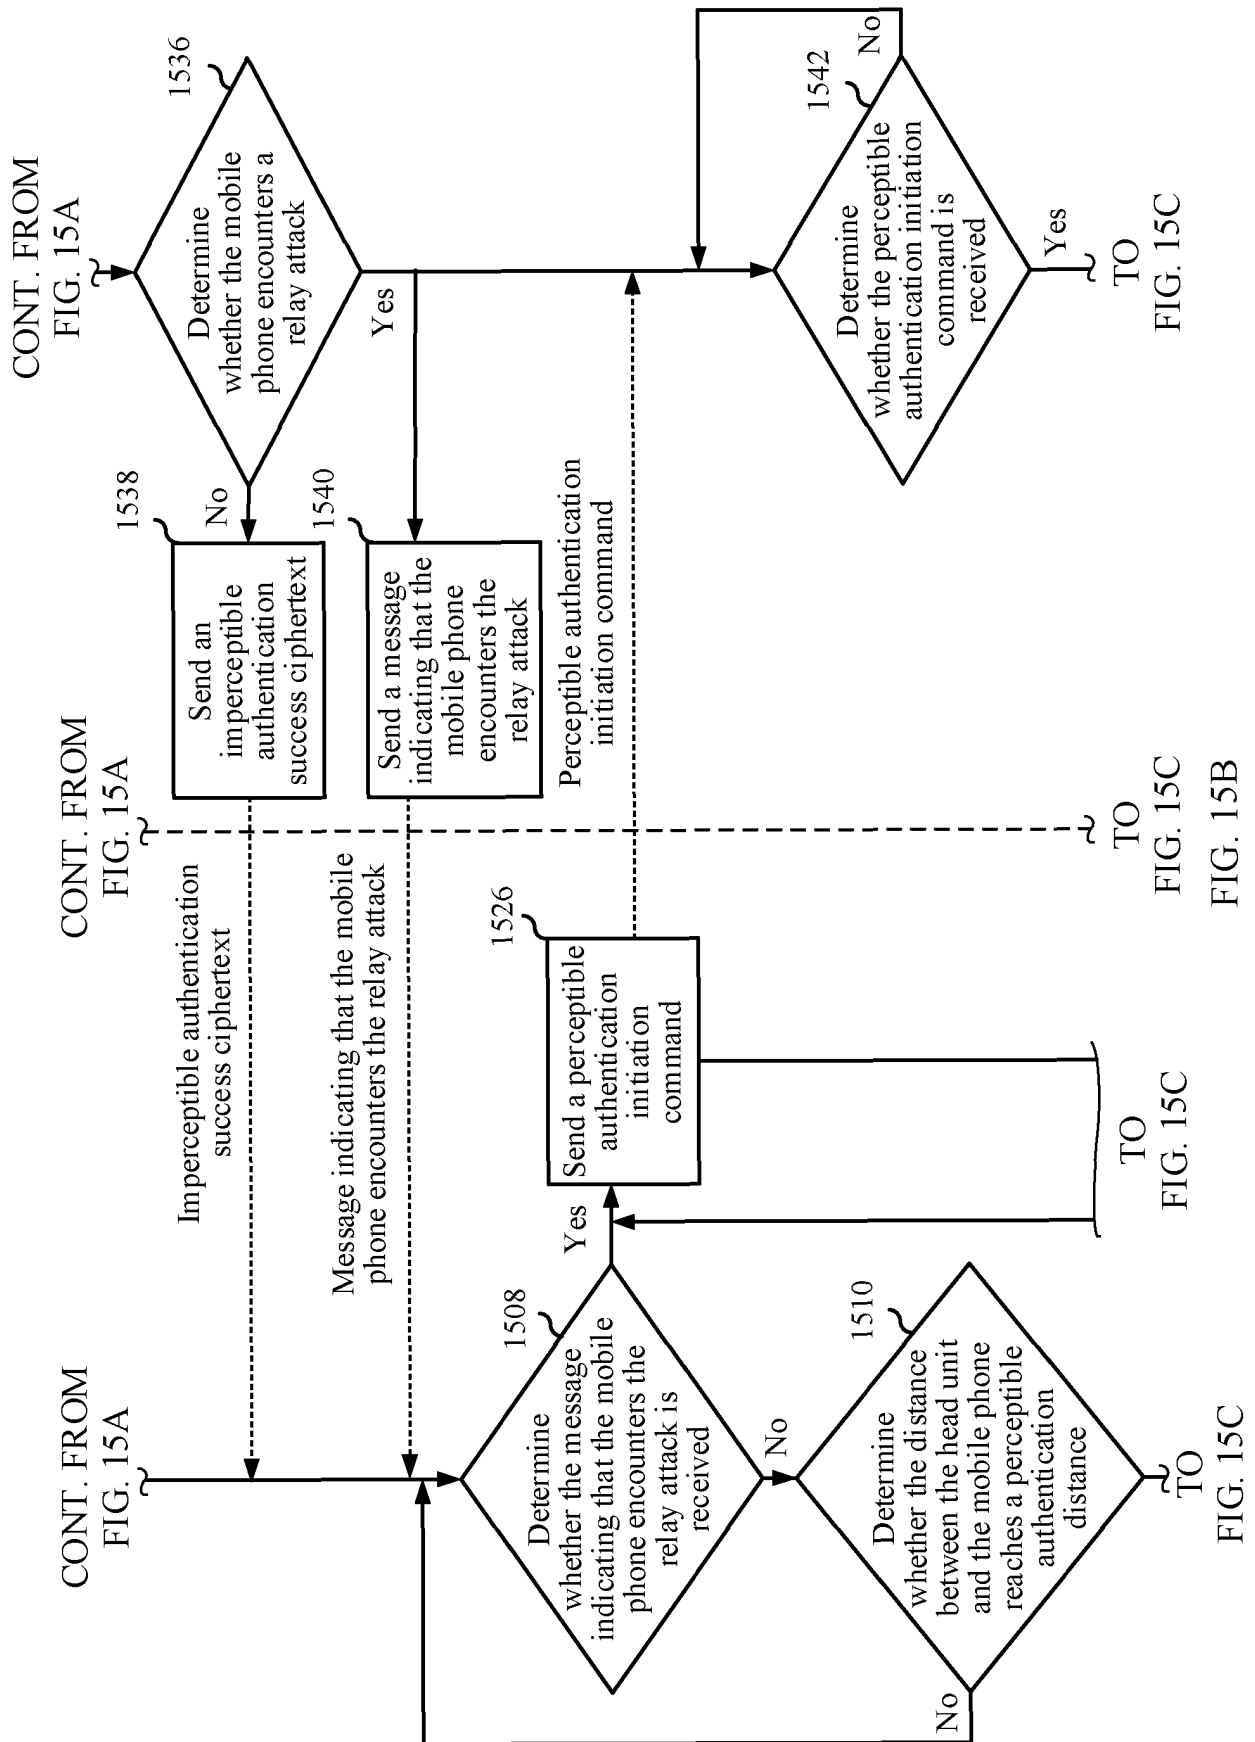 CONT. FROM
FIG. 15A
CONT. FROM
FIG. 15A
CONT. FROM
FIG. 15A
1536
Determine
whether the mobile
phone encounters a
relay attack
No
Yes
1538
Send an
imperceptible
authentication
success ciphertext
Imperceptible authentication
success ciphertext
1540
Send a message
indicating that the
mobile phone
encounters the
relay attack
Message indicating that the mobile
phone encounters the relay attack
1508
Determine
whether the message
indicating that the mobile
phone encounters the
relay attack is
received
Yes
No
1526
Send a perceptible
authentication
initiation
command
Perceptible authentication
initiation command
1510
Determine
whether the distance
between the head unit
and the mobile phone
reaches a perceptible
authentication
distance
No
1542
Determine
whether the perceptible
authentication initiation
command is
received
No
Yes
TO
FIG. 15C
TO
FIG. 15C
TO
FIG. 15C
TO
FIG. 15C
FIG. 15B